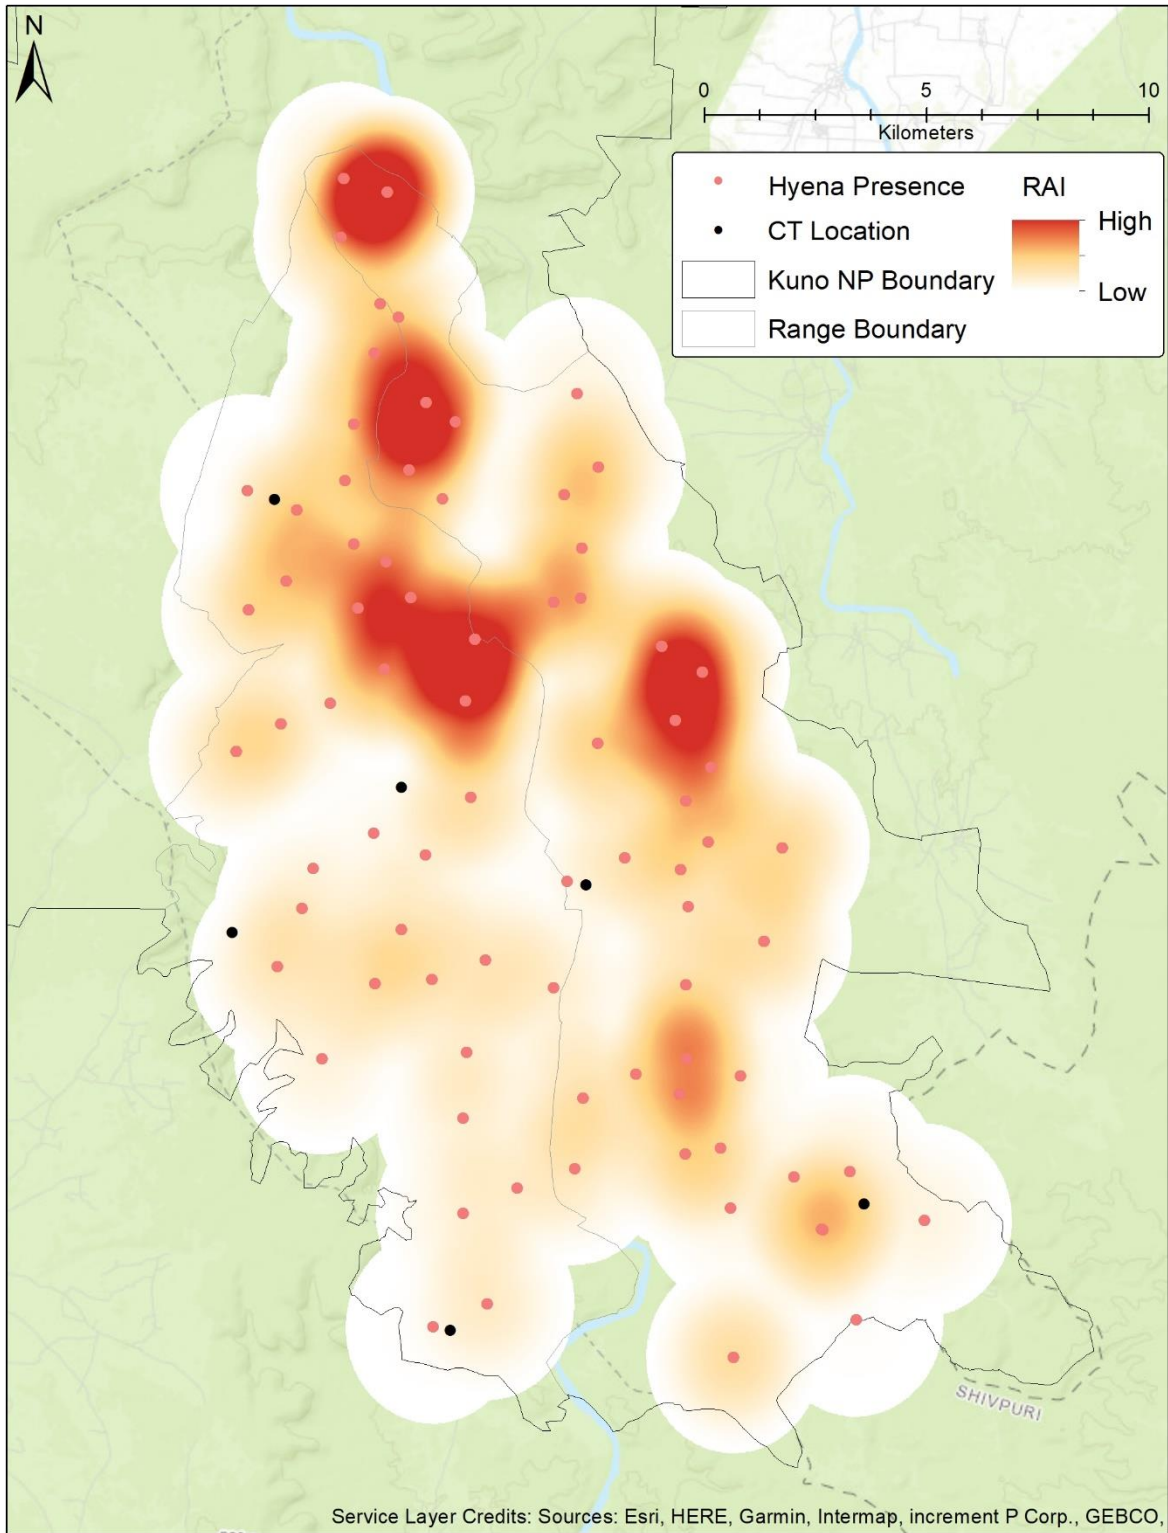 N
0 5 10
Kilometers
Hyena Presence
CT Location
Kuno NP Boundary
Range Boundary
RAI
High
Low
SHIVPURI
Service Layer Credits: Sources: Esri, HERE, Garmin, Intermap, increment P Corp., GEBCO,